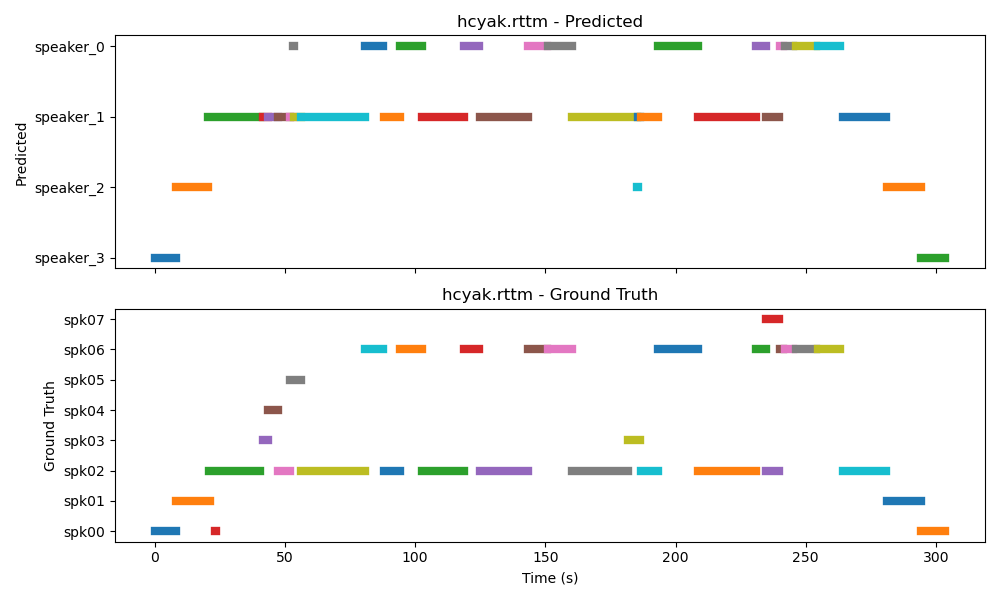 hcyak.rttm - Predicted
speaker_0
speaker_1
speaker_2
speaker_3
Predicted
hcyak.rttm - Ground Truth
spk07
spk06
spk05
spk04
spk03
spk02
spk01
spk00
Ground Truth
0 50 100 150 200 250 300
Time (s)